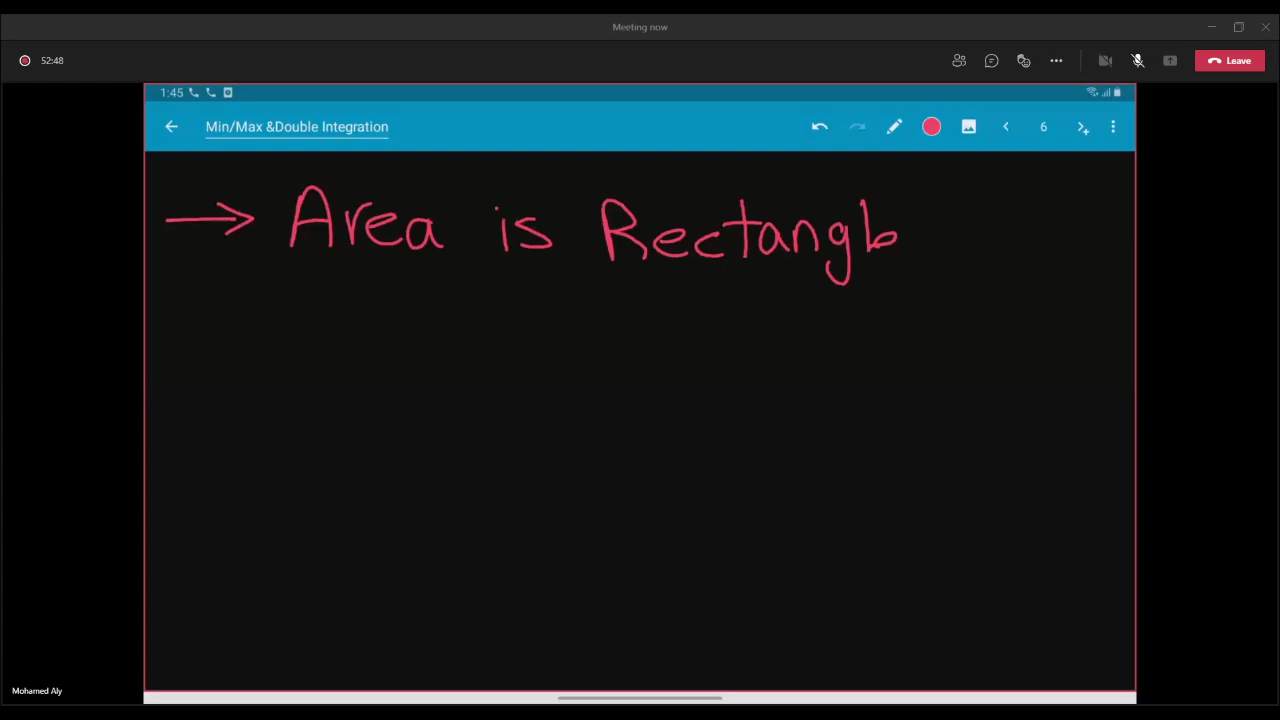 Meeting now
52:48
Leave
1:45
Min/Max &Double Integration
6
→ Area is Rectangle
Mohamed Aly